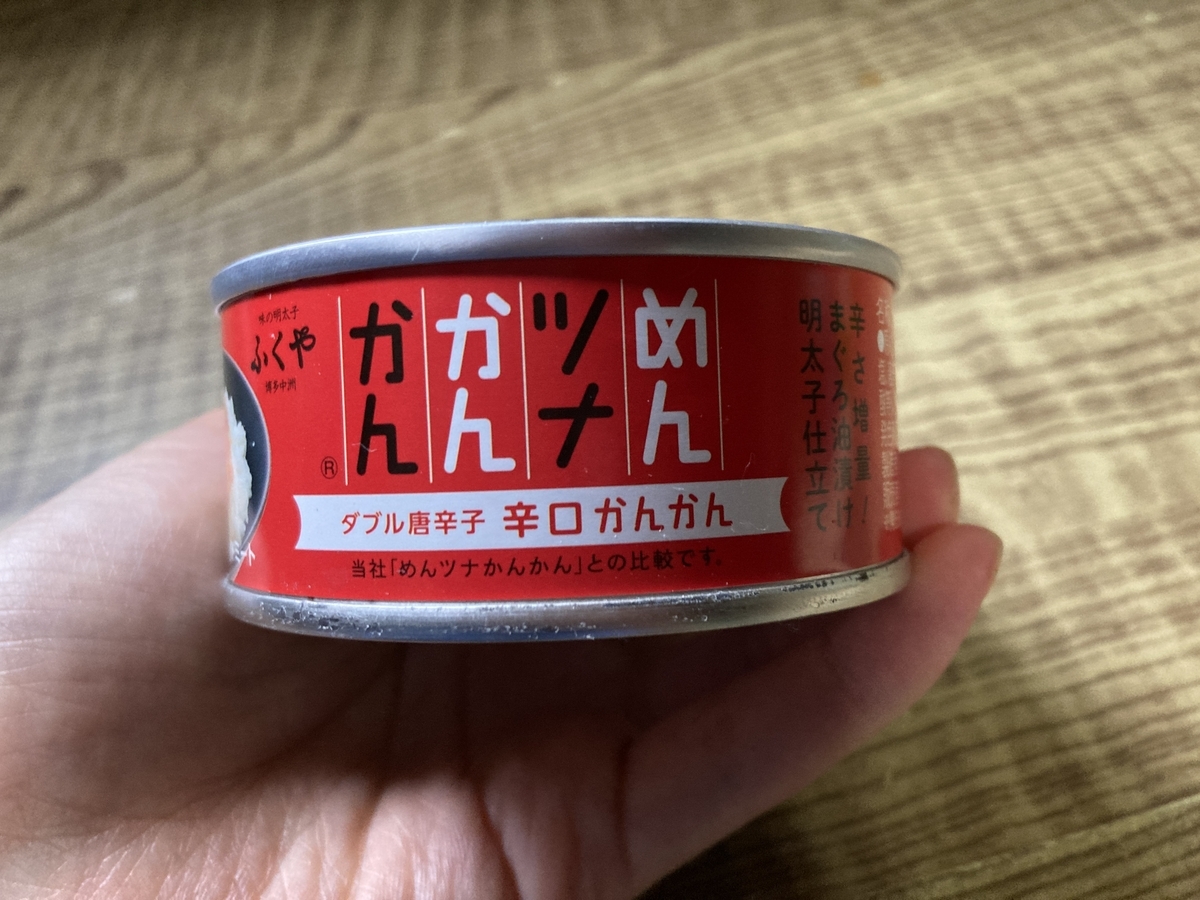 味の明太子
ふくや
博多中洲
めん
ツナ
かん
かん
®
ダブル唐辛子 辛口かんかん
当社「めんツナかんかん」との比較です。
辛さ増量!
まぐろ油漬け
明太子仕立て